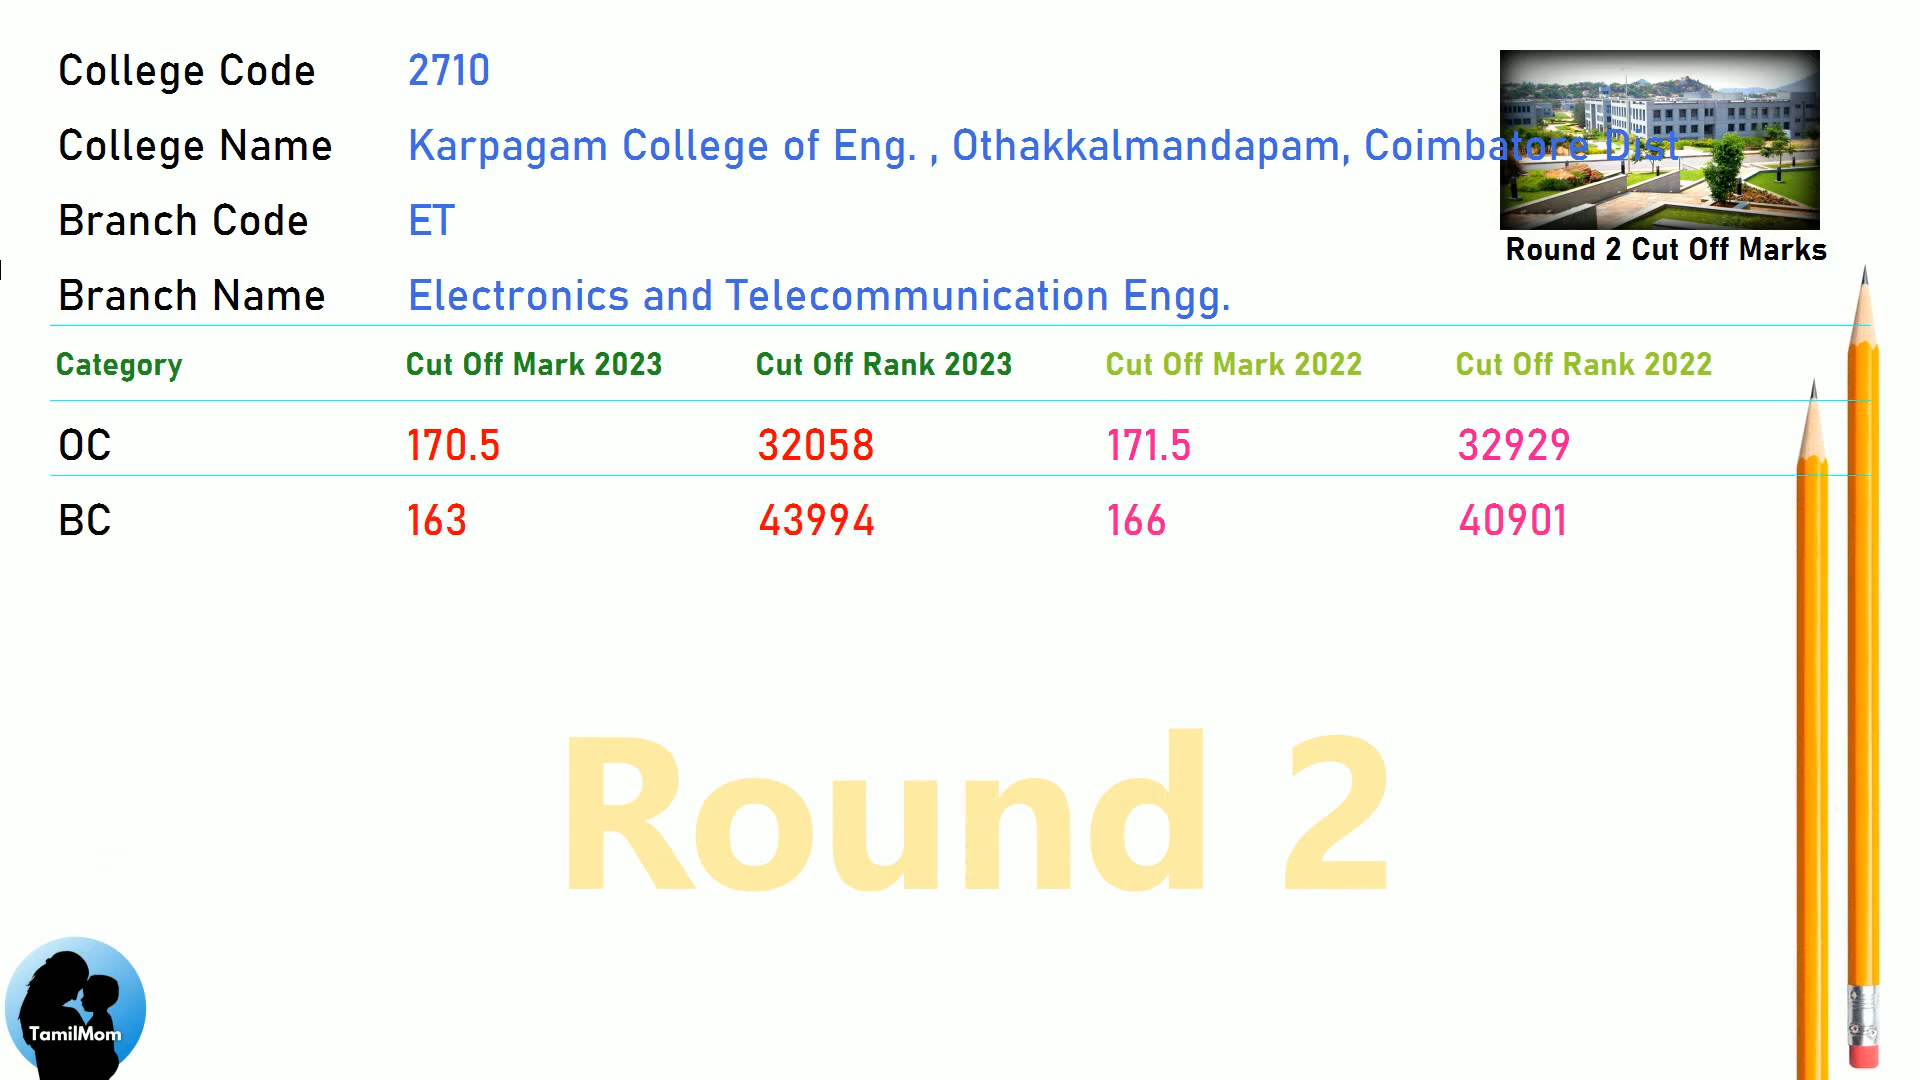 College Code 2710
College Name Karpagam College of Eng. , Othakkalmandapam, Coimbatore Dist
Branch Code ET
Round 2 Cut Off Marks
Branch Name Electronics and Telecommunication Engg.
Category Cut Off Mark 2023 Cut Off Rank 2023 Cut Off Mark 2022 Cut Off Rank 2022
OC 170.5 32058 171.5 32929
BC 163 43994 166 40901
Round 2
TamilMom